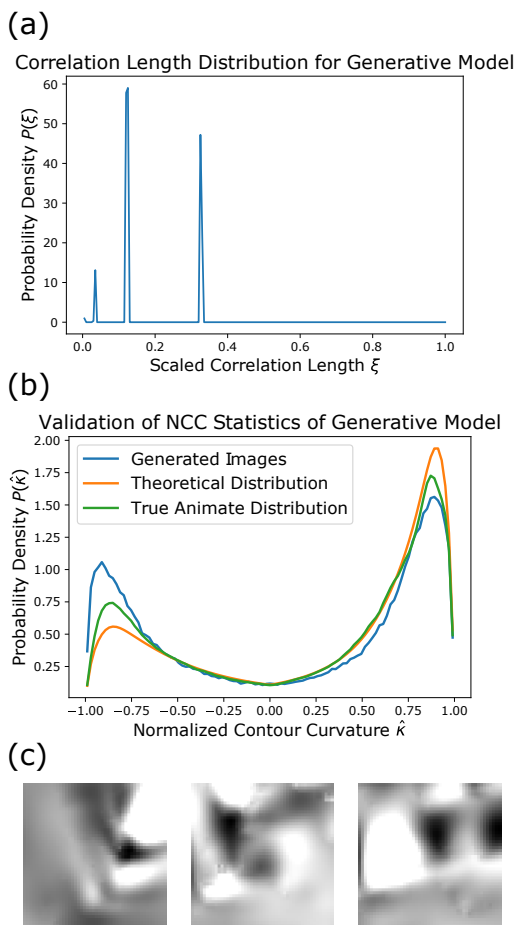 (a)
Correlation Length Distribution for Generative Model
Probability Density P(ξ)
60
50
40
30
20
10
0
0.0 0.2 0.4 0.6 0.8 1.0
Scaled Correlation Length ξ
(b)
Validation of NCC Statistics of Generative Model
Probability Density P(κ̂)
2.00
1.75
1.50
1.25
1.00
0.75
0.50
0.25
Generated Images
Theoretical Distribution
True Animate Distribution
−1.00 −0.75 −0.50 −0.25 0.00 0.25 0.50 0.75 1.00
Normalized Contour Curvature κ̂
(c)